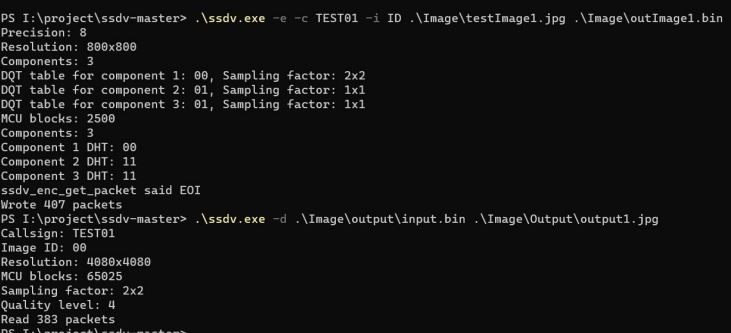 PS I:\project\ssdv-master> .\ssdv.exe -e -c TEST01 -i ID .\Image\testImage1.jpg .\Image\outImage1.bin
Precision: 8
Resolution: 800x800
Components: 3
DQT table for component 1: 00, Sampling factor: 2x2
DQT table for component 2: 01, Sampling factor: 1x1
DQT table for component 3: 01, Sampling factor: 1x1
MCU blocks: 2500
Components: 3
Component 1 DHT: 00
Component 2 DHT: 11
Component 3 DHT: 11
ssdv_enc_get_packet said EOI
Wrote 407 packets
PS I:\project\ssdv-master> .\ssdv.exe -d .\Image\output\input.bin .\Image\Output\output1.jpg
Callsign: TEST01
Image ID: 00
Resolution: 4080x4080
MCU blocks: 65025
Sampling factor: 2x2
Quality level: 4
Read 383 packets
PS I:\project\ssdv-master>